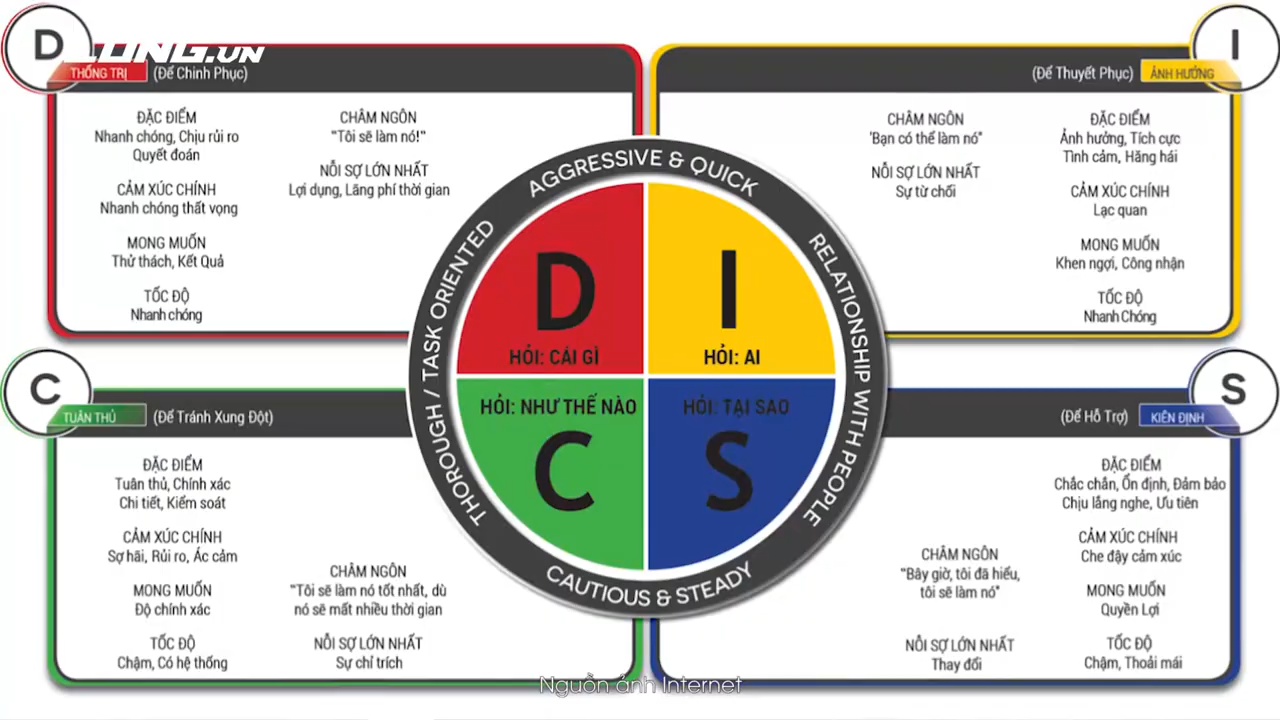 D
LONG.VN
THỐNG TRỊ
(Để Chinh Phục)
ĐẶC ĐIỂM
Nhanh chóng, Chịu rủi ro
Quyết đoán
CẢM XÚC CHÍNH
Nhanh chóng thất vọng
MONG MUỐN
Thử thách, Kết Quả
TỐC ĐỘ
Nhanh chóng
CHÂM NGÔN
"Tôi sẽ làm nó!"
NỖI SỢ LỚN NHẤT
Lợi dụng, Lãng phí thời gian
I
(Để Thuyết Phục)
ẢNH HƯỞNG
CHÂM NGÔN
'Bạn có thể làm nó"
NỖI SỢ LỚN NHẤT
Sự từ chối
ĐẶC ĐIỂM
Ảnh hưởng, Tích cực
Tình cảm, Hăng hái
CẢM XÚC CHÍNH
Lạc quan
MONG MUỐN
Khen ngợi, Công nhận
TỐC ĐỘ
Nhanh Chóng
AGGRESSIVE & QUICK
RELATIONSHIP WITH PEOPLE
CAUTIOUS & STEADY
THOROUGH / TASK ORIENTED
D
HỎI: CÁI GÌ
I
HỎI: AI
HỎI: NHƯ THẾ NÀO
C
HỎI: TẠI SAO
S
C
TUÂN THỦ
(Để Tránh Xung Đột)
ĐẶC ĐIỂM
Tuân thủ, Chính xác
Chi tiết, Kiểm soát
CẢM XÚC CHÍNH
Sợ hãi, Rủi ro, Ác cảm
MONG MUỐN
Độ chính xác
TỐC ĐỘ
Chậm, Có hệ thống
CHÂM NGÔN
"Tôi sẽ làm nó tốt nhất, dù
nó sẽ mất nhiều thời gian
NỖI SỢ LỚN NHẤT
Sự chỉ trích
S
(Để Hỗ Trợ)
KIÊN ĐỊNH
CHÂM NGÔN
"Bây giờ, tôi đã hiểu,
tôi sẽ làm nó"
NỖI SỢ LỚN NHẤT
Thay đổi
ĐẶC ĐIỂM
Chắc chắn, Ổn định, Đảm bảo
Chịu lắng nghe, Ưu tiên
CẢM XÚC CHÍNH
Che đậy cảm xúc
MONG MUỐN
Quyền Lợi
TỐC ĐỘ
Chậm, Thoải mái
Nguồn ảnh Internet